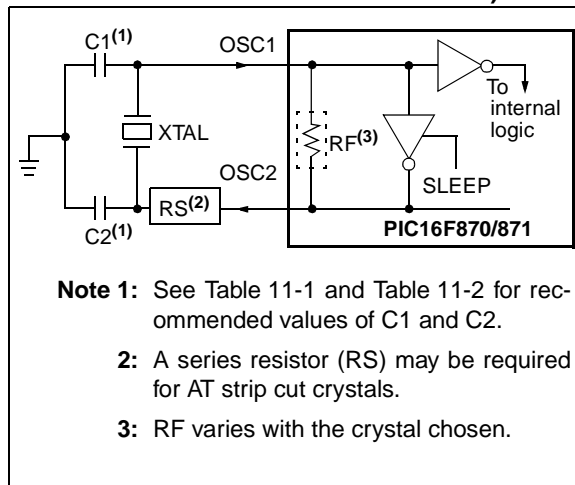 C1(1)
OSC1
To
internal
logic
XTAL
RF(3)
OSC2
SLEEP
RS(2)
C2(1)
PIC16F870/871
Note 1: See Table 11-1 and Table 11-2 for rec-
ommended values of C1 and C2.
2: A series resistor (RS) may be required
for AT strip cut crystals.
3: RF varies with the crystal chosen.